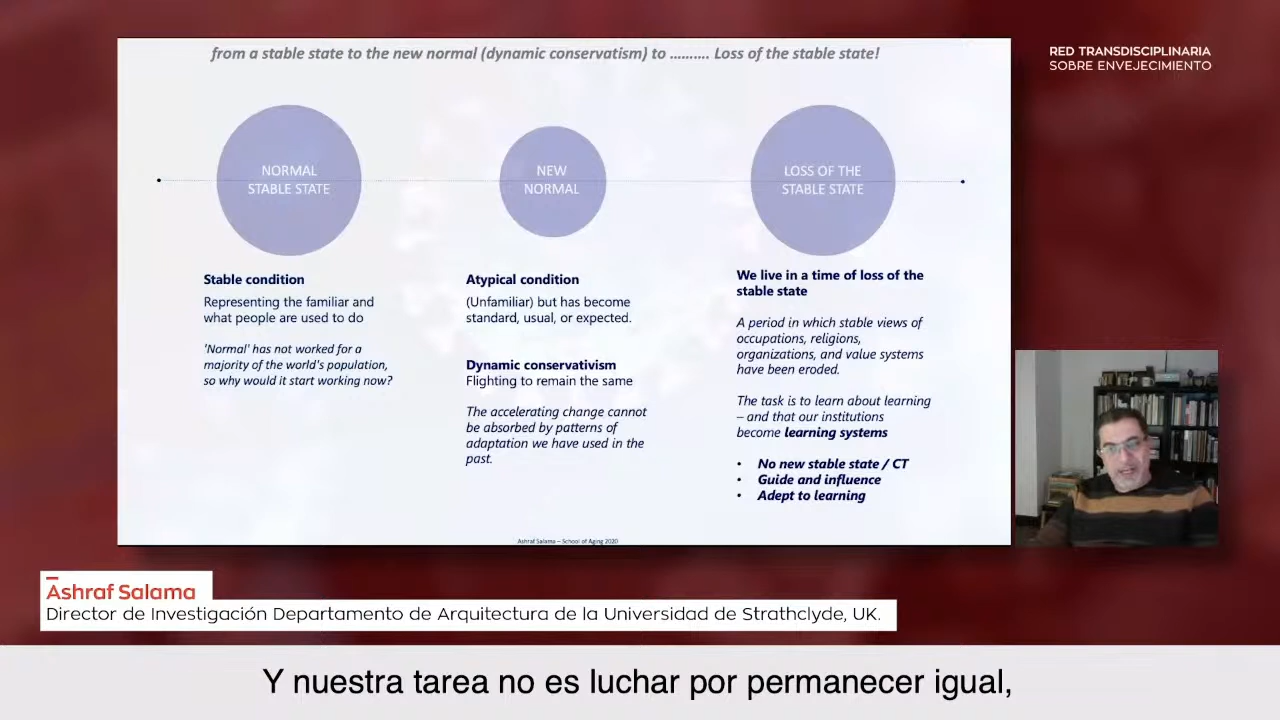 from a stable state to the new normal (dynamic conservatism) to .......... Loss of the stable state!
RED TRANSDISCIPLINARIA
SOBRE ENVEJECIMIENTO
NORMAL
STABLE STATE
NEW
NORMAL
LOSS OF THE
STABLE STATE
Stable condition
Representing the familiar and
what people are used to do
'Normal' has not worked for a
majority of the world's population,
so why would it start working now?
Atypical condition
(Unfamiliar) but has become
standard, usual, or expected.
Dynamic conservativism
Flighting to remain the same
The accelerating change cannot
be absorbed by patterns of
adaptation we have used in the
past.
We live in a time of loss of the
stable state
A period in which stable views of
occupations, religions,
organizations, and value systems
have been eroded.
The task is to learn about learning
– and that our institutions
become learning systems
• No new stable state / CT
• Guide and influence
• Adept to learning
Ashraf Salama – School of Aging 2020
Ashraf Salama
Director de Investigación Departamento de Arquitectura de la Universidad de Strathclyde, UK.
Y nuestra tarea no es luchar por permanecer igual,